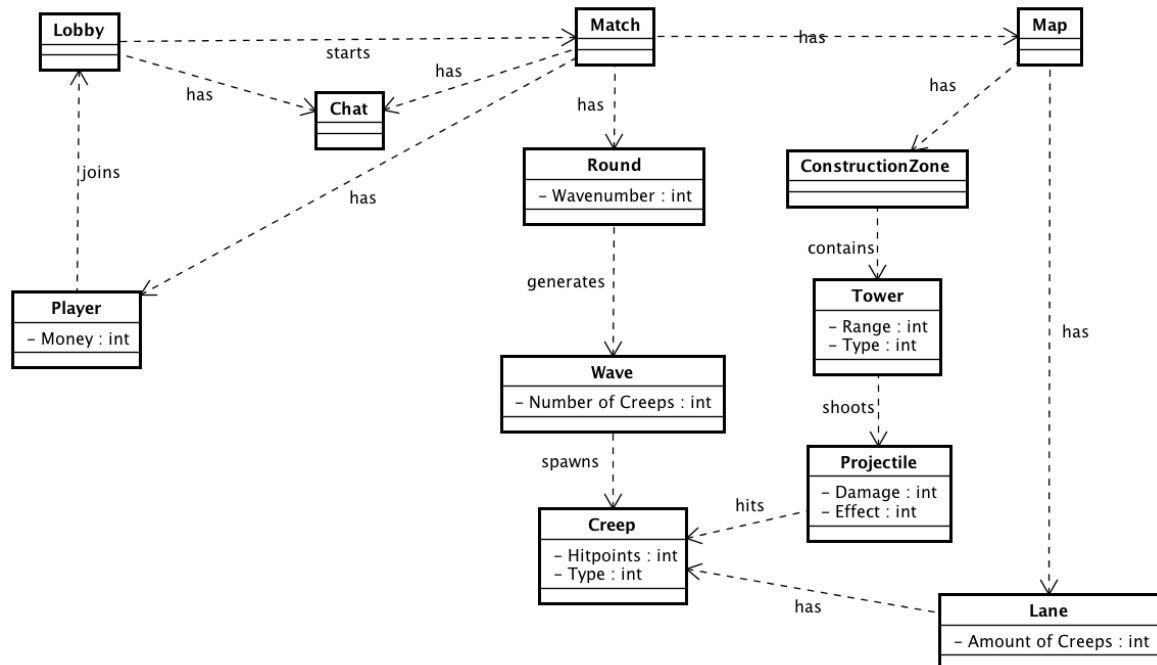 Lobby
Match
Map
starts
has
has
has
has
has
Chat
joins
has
Round
– Wavenumber : int
ConstructionZone
contains
generates
Player
– Money : int
Tower
– Range : int
– Type : int
has
Wave
– Number of Creeps : int
shoots
spawns
Projectile
– Damage : int
– Effect : int
hits
Creep
– Hitpoints : int
– Type : int
has
Lane
– Amount of Creeps : int